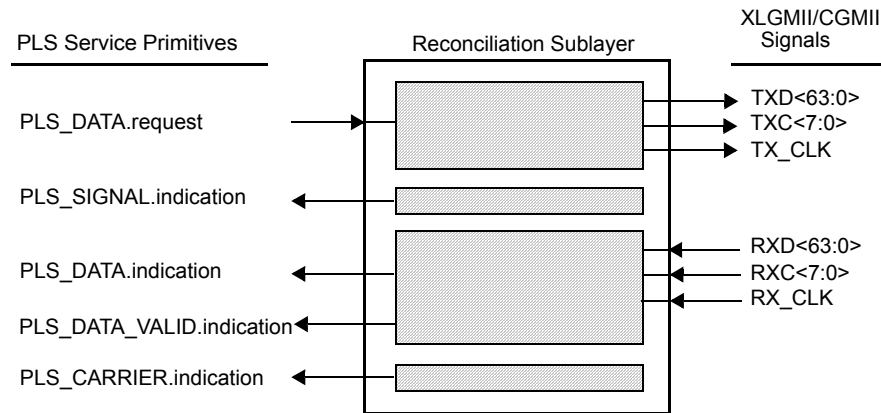 XLGMII/CGMII
Signals
PLS Service Primitives
Reconciliation Sublayer
PLS_DATA.request
TXD<63:0>
TXC<7:0>
TX_CLK
PLS_SIGNAL.indication
RXD<63:0>
PLS_DATA.indication
RXC<7:0>
RX_CLK
PLS_DATA_VALID.indication
PLS_CARRIER.indication